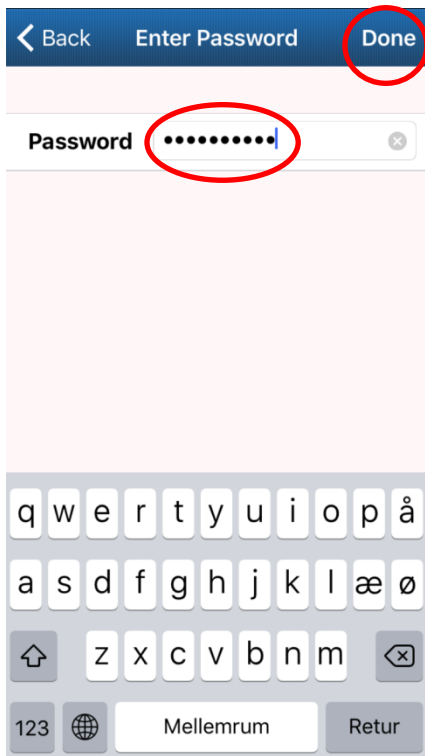 Back Enter Password Done
Password ••••••••••
q w e r t y u i o p å
a s d f g h j k l æ ø
z x c v b n m
123 Mellemrum Retur